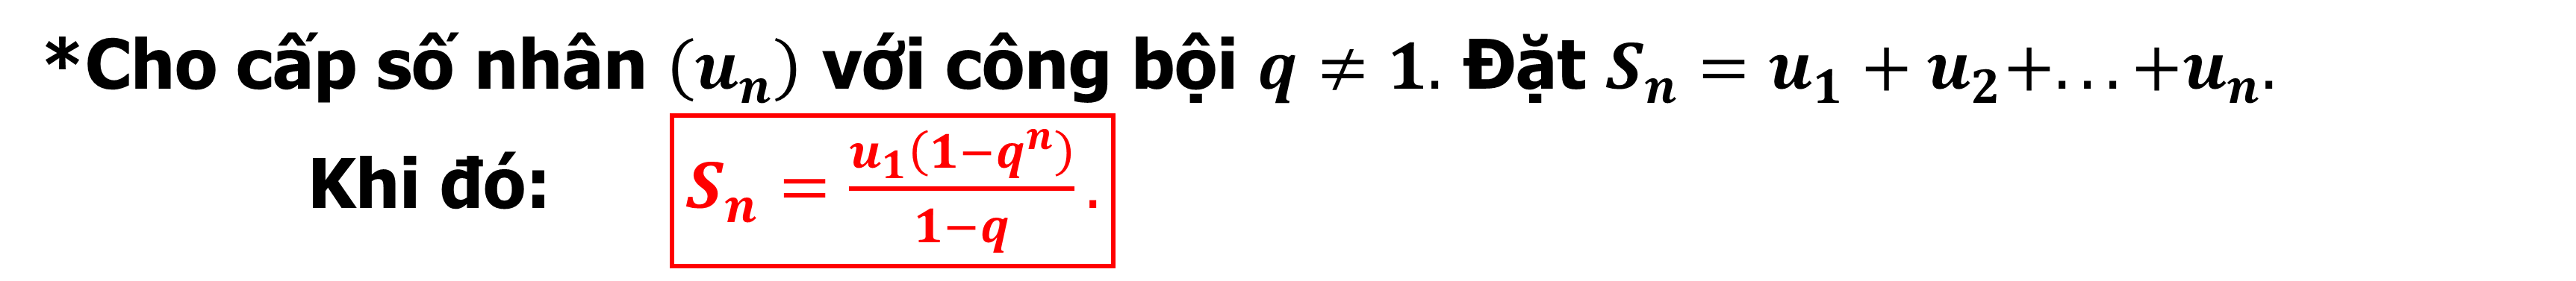 *Cho cấp số nhân (uₙ) với công bội q ≠ 1. Đặt Sₙ = u₁ + u₂+...+uₙ.
Khi đó: Sₙ = u₁(1−qⁿ)/1−q.